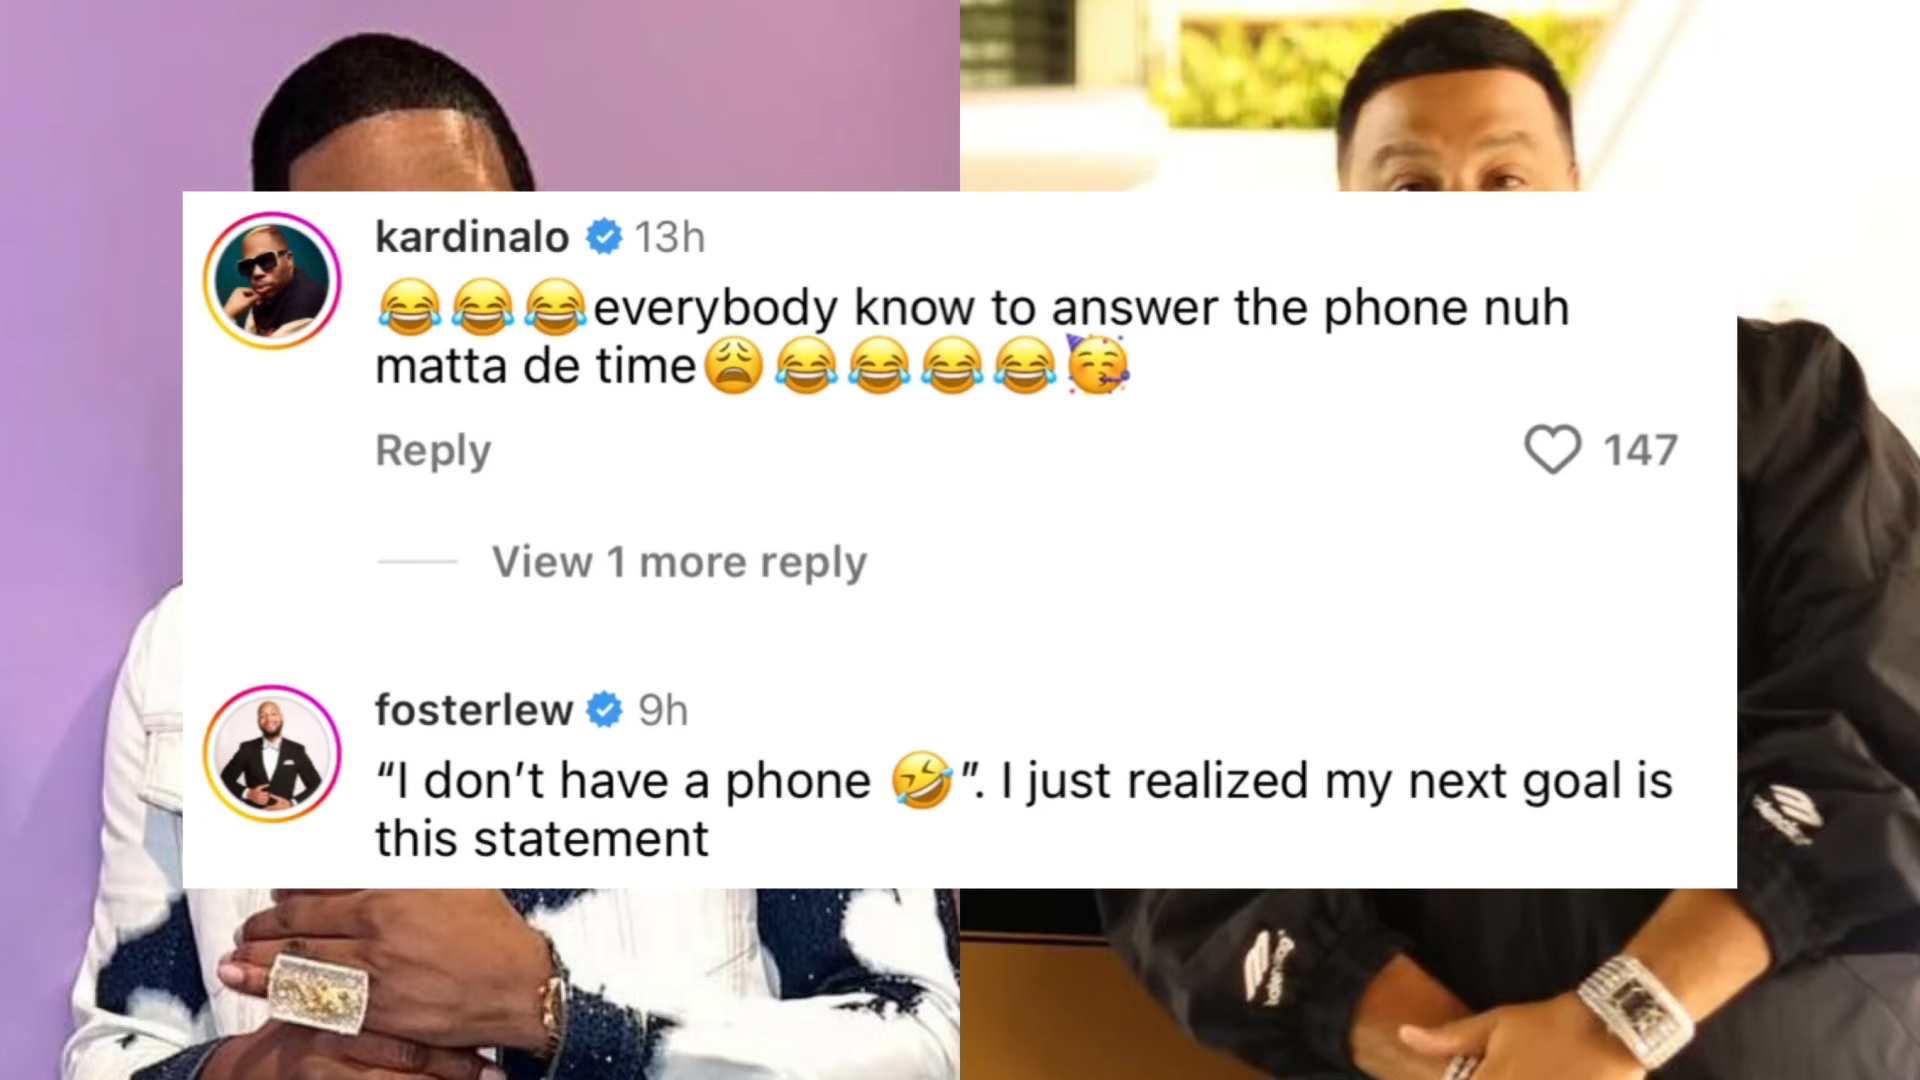 kardinalo 13h
😂😂😂everybody know to answer the phone nuh
matta de time😩😂😂😂😂🥳
Reply
147
View 1 more reply
fosterlew 9h
“I don’t have a phone 🤣”. I just realized my next goal is
this statement